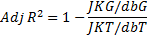 Adj R² = 1 − JKG/dbG
JKT/dbT